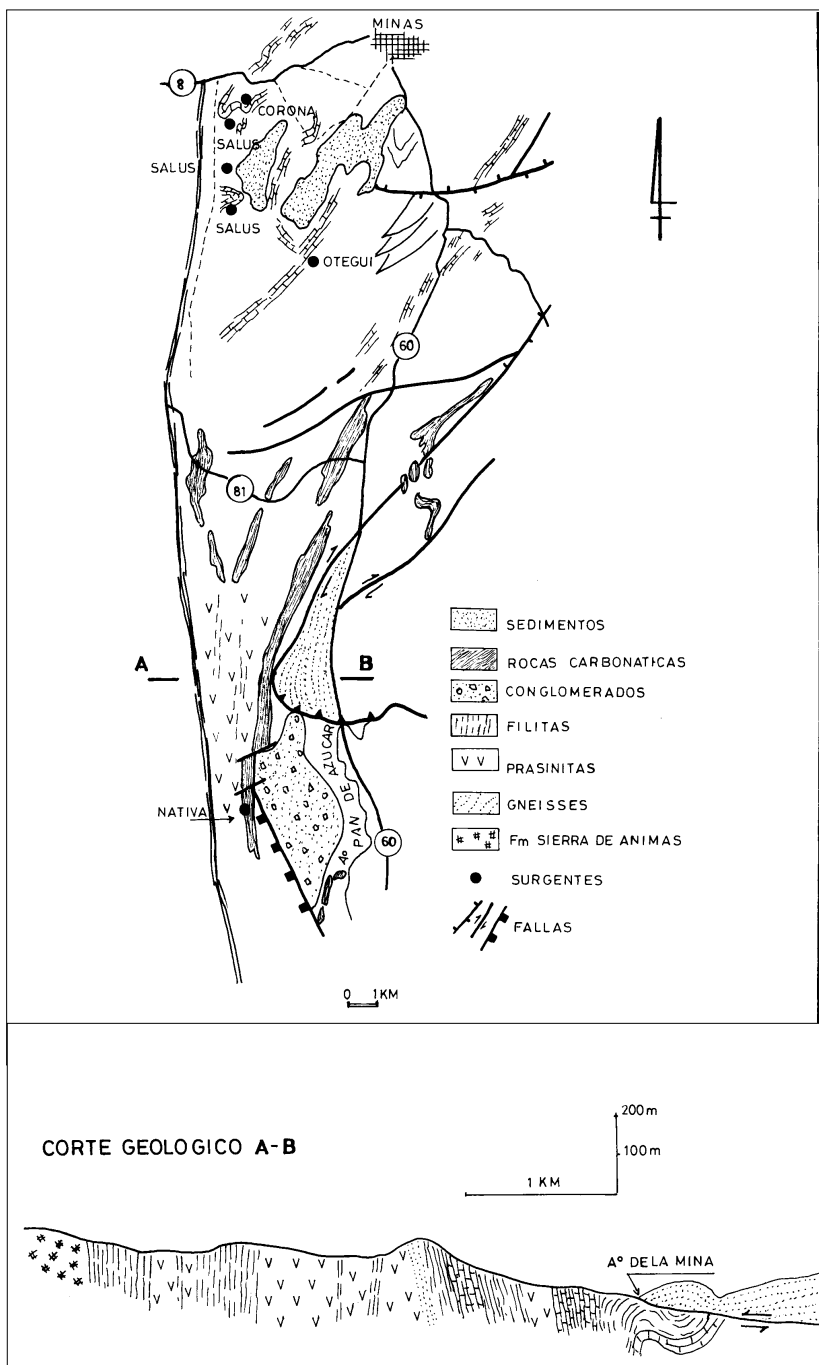 MINAS
8
CORONA
SALUS
SALUS
SALUS
OTEGUI
60
81
A
B
Aº PAN DE AZUCAR
NATIVA
60
SEDIMENTOS
ROCAS CARBONATICAS
CONGLOMERADOS
FILITAS
PRASINITAS
GNEISSES
Fm SIERRA DE ANIMAS
SURGENTES
FALLAS
0 1KM
CORTE GEOLOGICO A-B
200m
100m
1 KM
Aº DE LA MINA